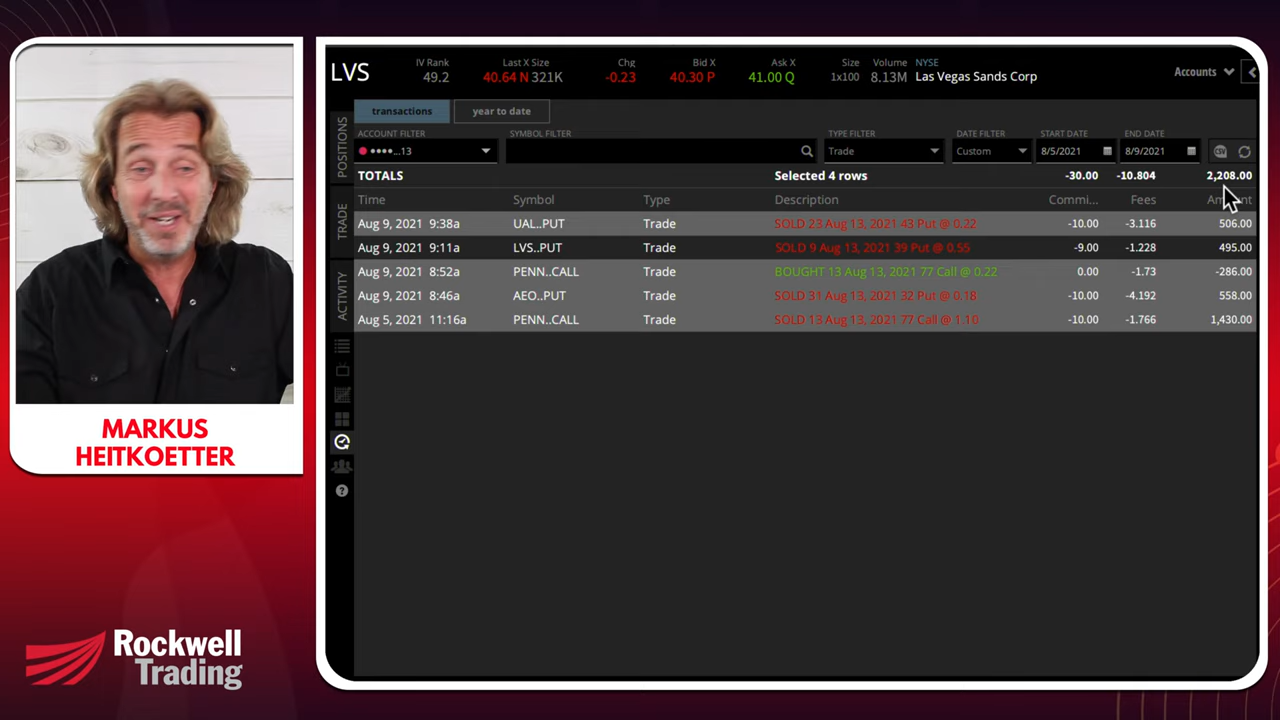 LVS
IV Rank
49.2
Last X Size
40.64 N 321K
Chg
-0.23
Bid X
40.30 P
Ask X
41.00 Q
Size
1x100
Volume
8.13M
NYSE
Las Vegas Sands Corp
Accounts
POSITIONS
TRADE
ACTIVITY
transactions
year to date
ACCOUNT FILTER
••••...13
SYMBOL FILTER
TYPE FILTER
Trade
DATE FILTER
Custom
START DATE
8/5/2021
END DATE
8/9/2021
CSV
TOTALS Selected 4 rows -30.00 -10.804 2,208.00
Time Symbol Type Description Commi... Fees
Aug 9, 2021 9:38a UAL..PUT Trade SOLD 23 Aug 13, 2021 43 Put @ 0.22 -10.00 -3.116 506.00
Aug 9, 2021 9:11a LVS..PUT Trade SOLD 9 Aug 13, 2021 39 Put @ 0.55 -9.00 -1.228 495.00
Aug 9, 2021 8:52a PENN..CALL Trade BOUGHT 13 Aug 13, 2021 77 Call @ 0.22 0.00 -1.73 -286.00
Aug 9, 2021 8:46a AEO..PUT Trade SOLD 31 Aug 13, 2021 32 Put @ 0.18 -10.00 -4.192 558.00
Aug 5, 2021 11:16a PENN..CALL Trade SOLD 13 Aug 13, 2021 77 Call @ 1.10 -10.00 -1.766 1,430.00
?
MARKUS
HEITKOETTER
Rockwell
Trading